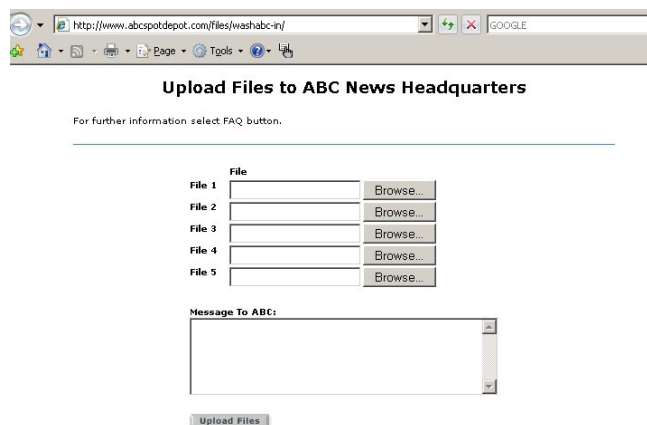 http://www.abcspotdepot.com/files/washabc-in/ GOOGLE
Page Tools
Upload Files to ABC News Headquarters
For further information select FAQ button.
File
File 1 Browse...
File 2 Browse...
File 3 Browse...
File 4 Browse...
File 5 Browse...
Message To ABC:
Upload Files